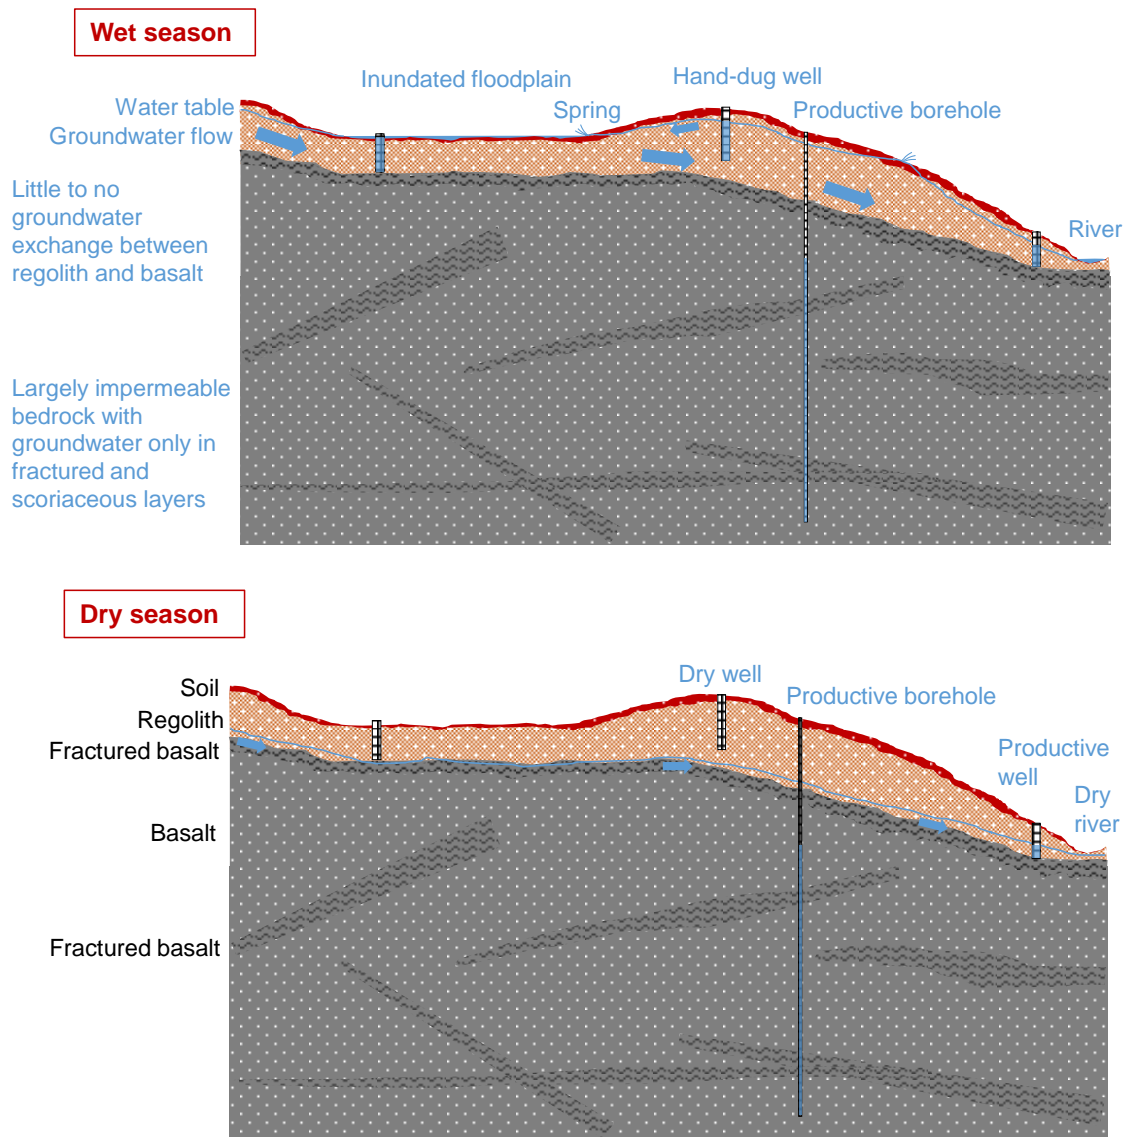 Wet season
Inundated floodplain
Hand-dug well
Water table
Spring
Productive borehole
Groundwater flow
Little to no
groundwater
exchange between
regolith and basalt
River
Largely impermeable
bedrock with
groundwater only in
fractured and
scoriaceous layers
Dry season
Soil
Dry well
Productive borehole
Regolith
Fractured basalt
Productive
well
Dry
river
Basalt
Fractured basalt